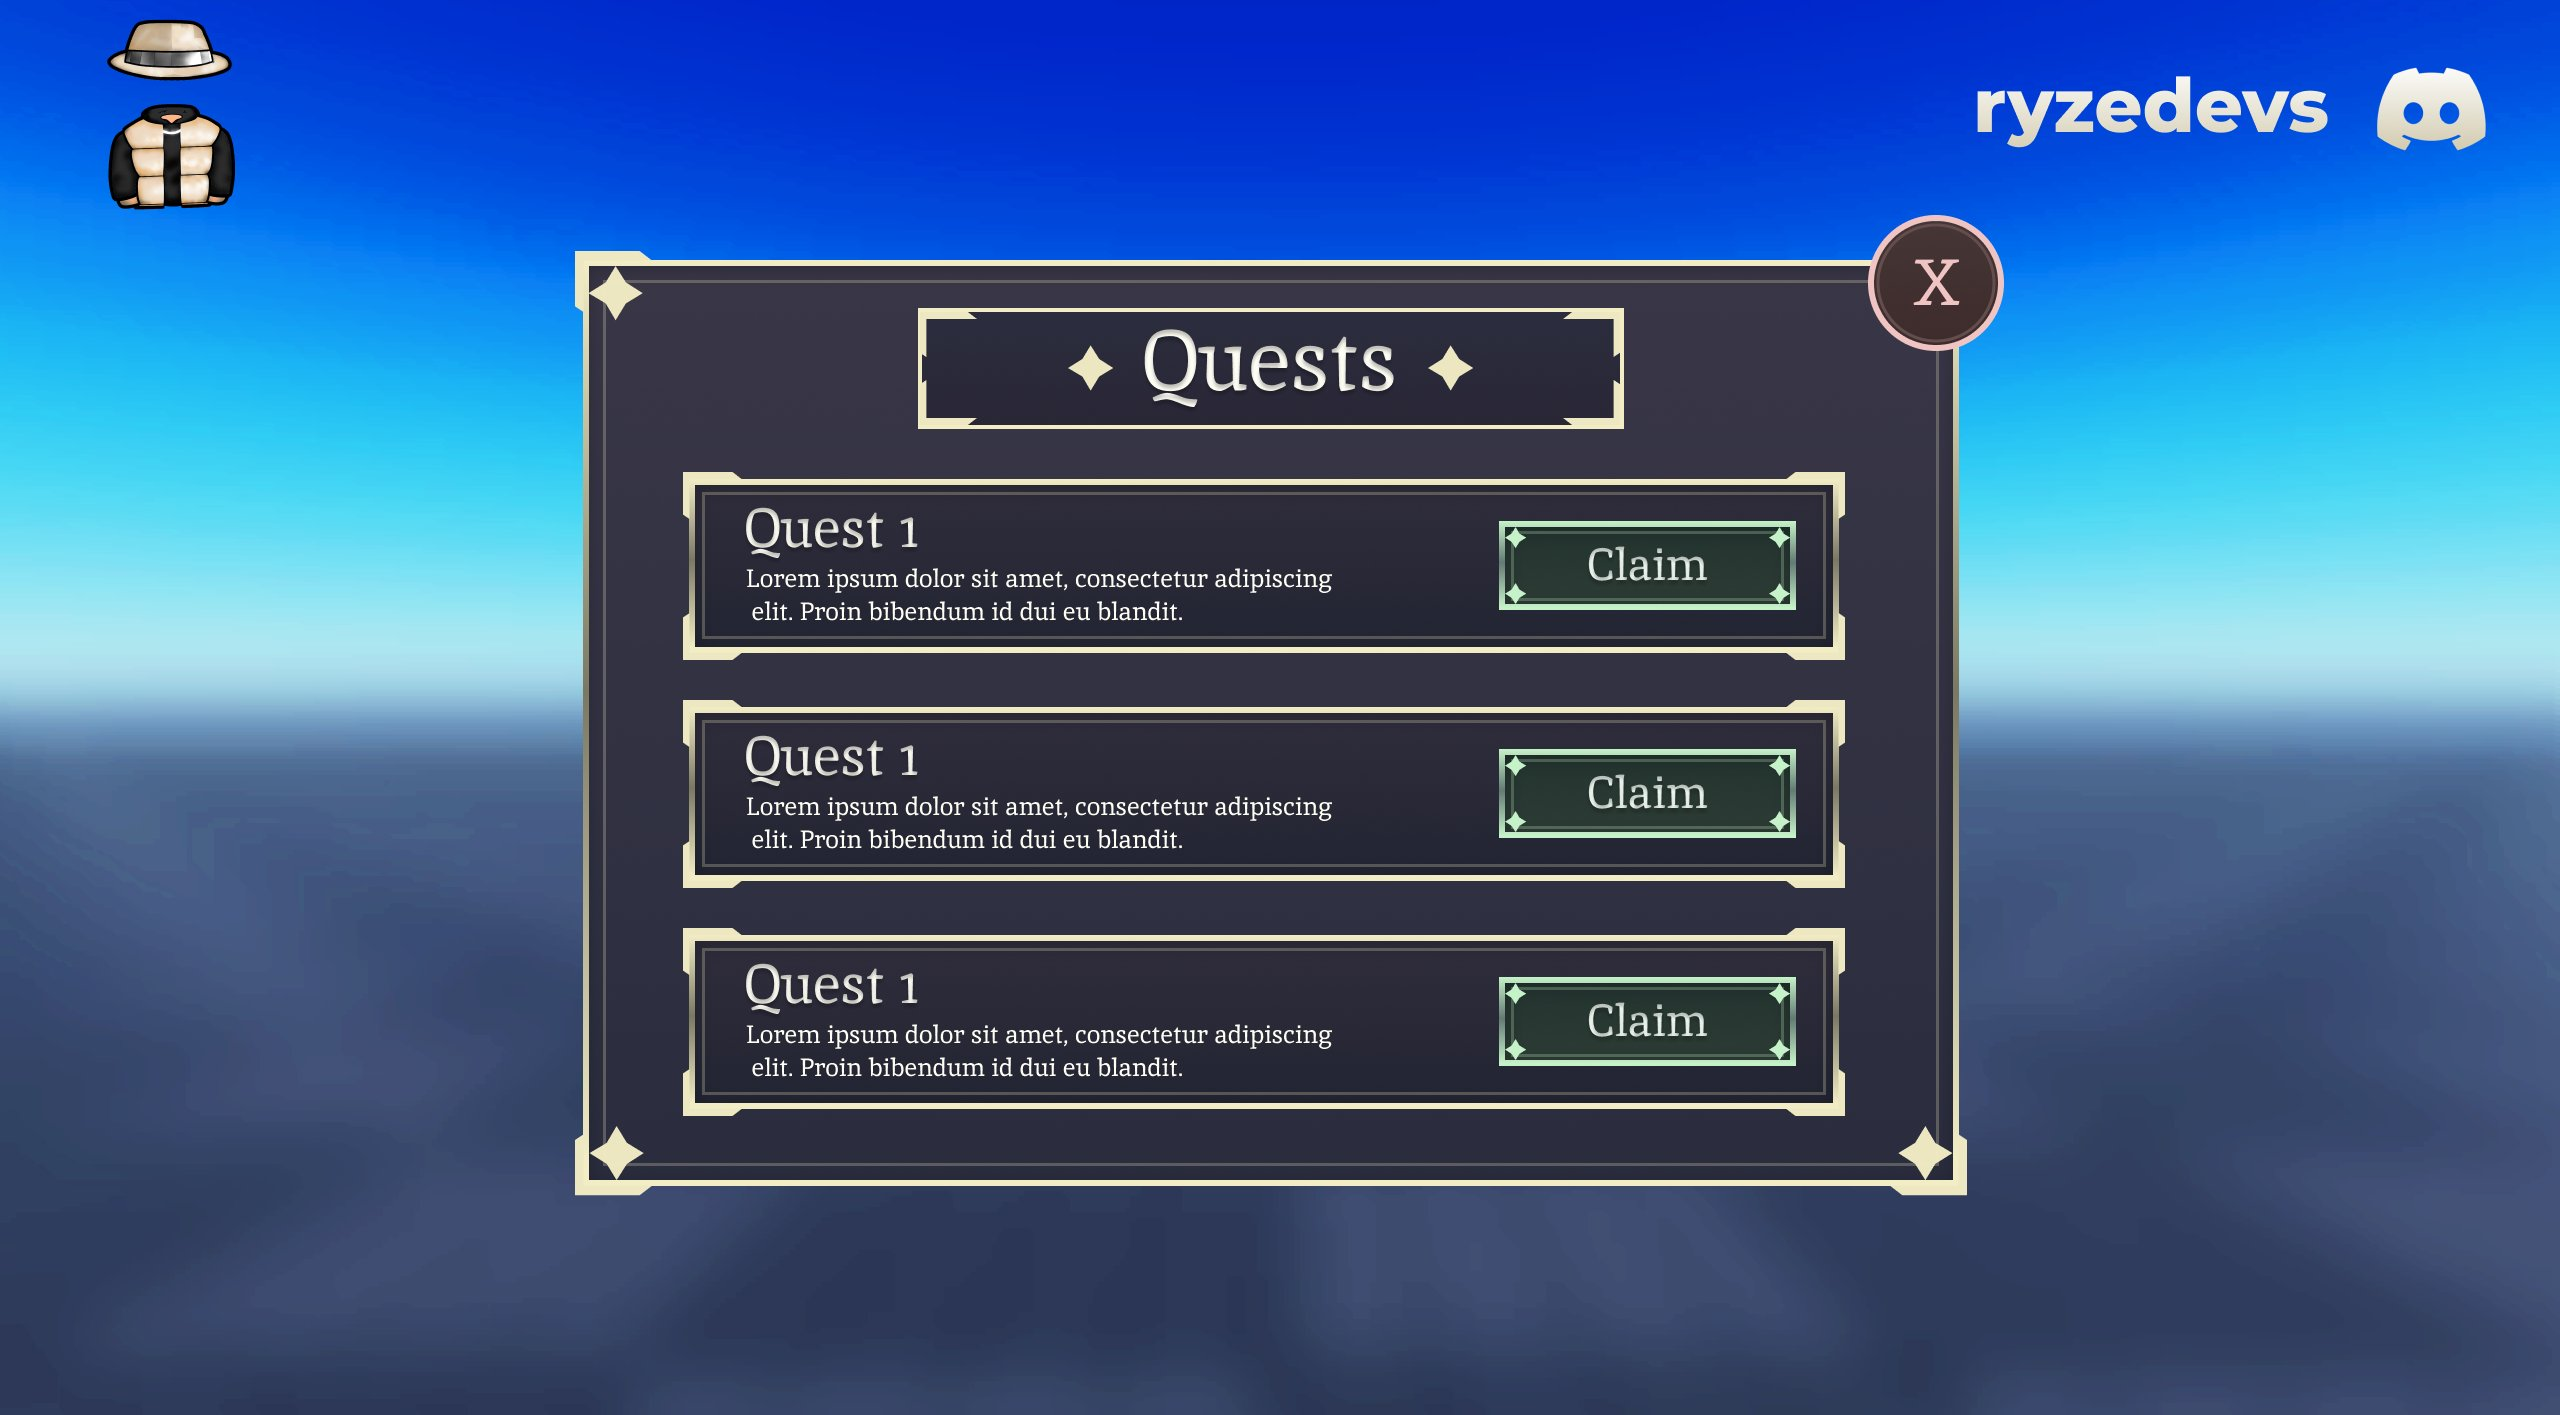 ryzedevs
X
Quests
Quest 1
Lorem ipsum dolor sit amet, consectetur adipiscing
elit. Proin bibendum id dui eu blandit.
Claim
Quest 1
Lorem ipsum dolor sit amet, consectetur adipiscing
elit. Proin bibendum id dui eu blandit.
Claim
Quest 1
Lorem ipsum dolor sit amet, consectetur adipiscing
elit. Proin bibendum id dui eu blandit.
Claim